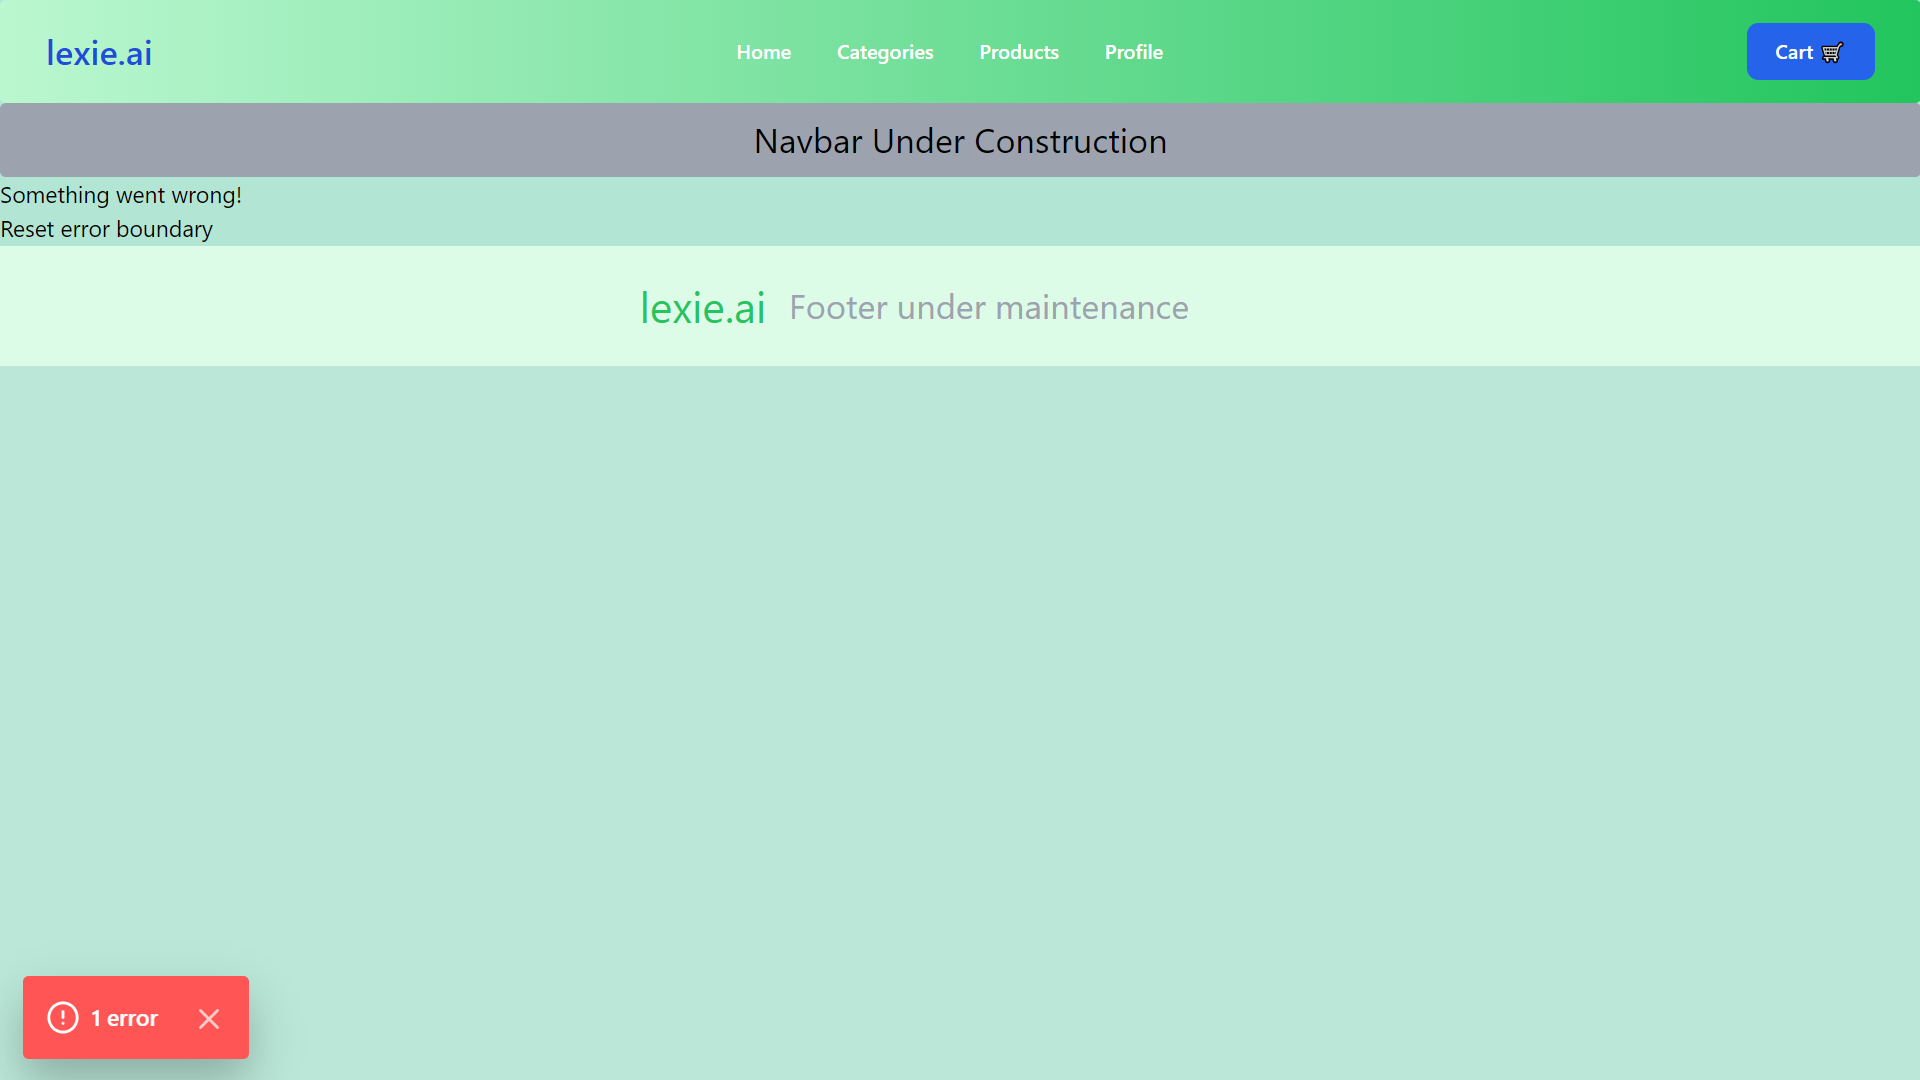 lexie.ai
Home Categories Products Profile
Cart 🛒
Navbar Under Construction
Something went wrong!
Reset error boundary
lexie.ai Footer under maintenance
1 error